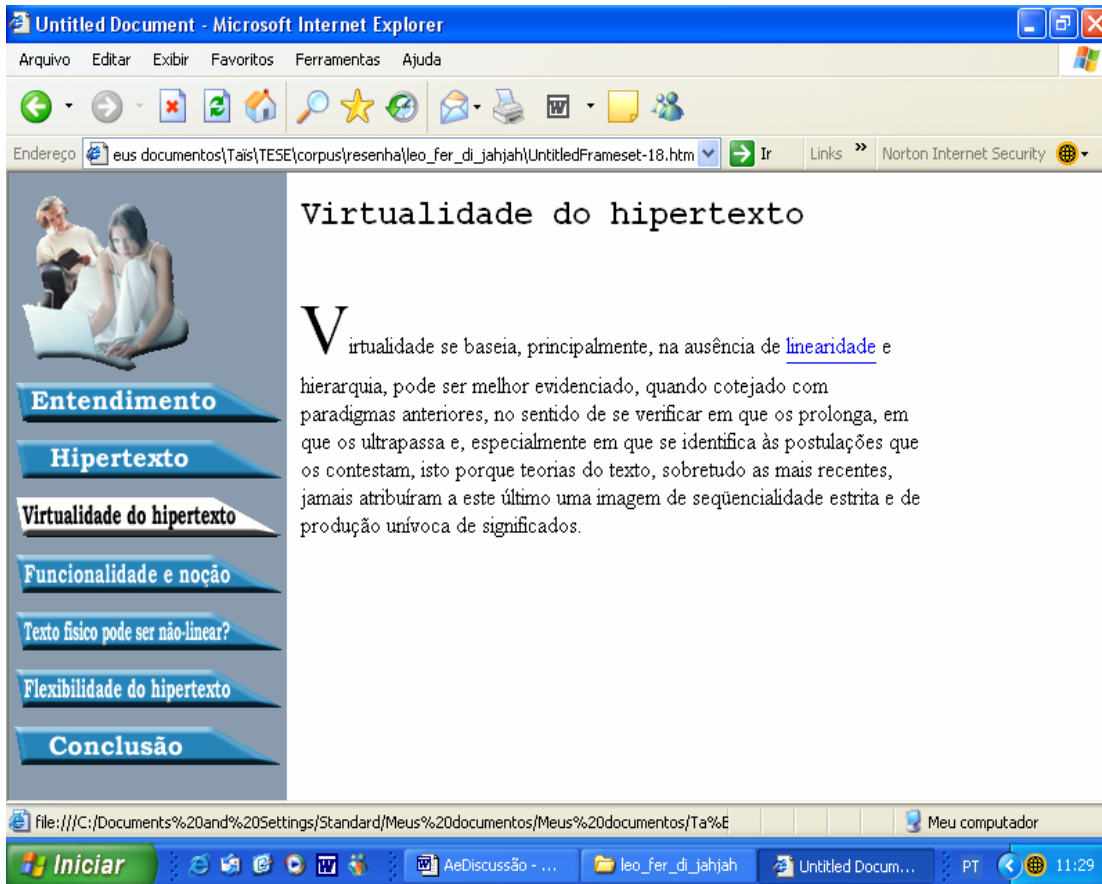 Untitled Document - Microsoft Internet Explorer
Arquivo Editar Exibir Favoritos Ferramentas Ajuda
Endereço eus documentos\Taïs\TESE\corpus\resenha\leo_fer_di_jahjah\UntitledFrameset-18.htm Ir Links » Norton Internet Security
Virtualidade do hipertexto
Virtualidade se baseia, principalmente, na ausência de linearidade e
hierarquia, pode ser melhor evidenciado, quando cotejado com
paradigmas anteriores, no sentido de se verificar em que os prolonga, em
que os ultrapassa e, especialmente em que se identifica às postulações que
os contestam, isto porque teorias do texto, sobretudo as mais recentes,
jamais atribuíram a este último uma imagem de seqüencialidade estrita e de
produção unívoca de significados.
Entendimento
Hipertexto
Virtualidade do hipertexto
Funcionalidade e noção
Texto físico pode ser não-linear?
Flexibilidade do hipertexto
Conclusão
file:///C:/Documents%20and%20Settings/Standard/Meus%20documentos/Meus%20documentos/Ta%E Meu computador
Iniciar AeDiscussão - ... leo_fer_di_jahjah Untitled Docum... PT 11:29